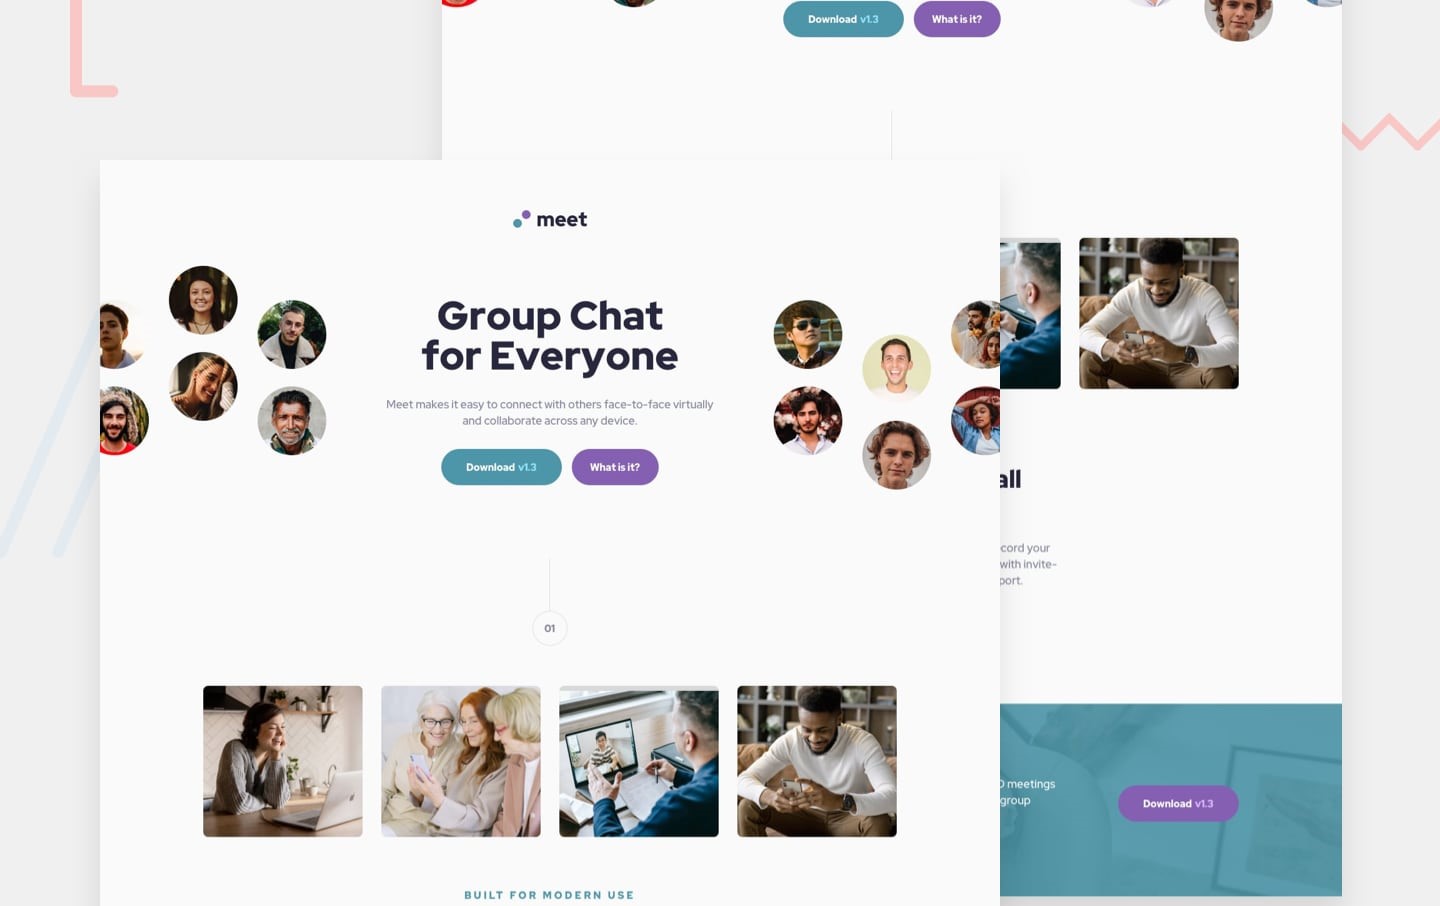 Download v1.3
What is it?
meet
Group Chat
for Everyone
Meet makes it easy to connect with others face-to-face virtually
and collaborate across any device.
Download v1.3
What is it?
01
BUILT FOR MODERN USE
all
cord your
with invite-
port.
meetings
group
Download v1.3